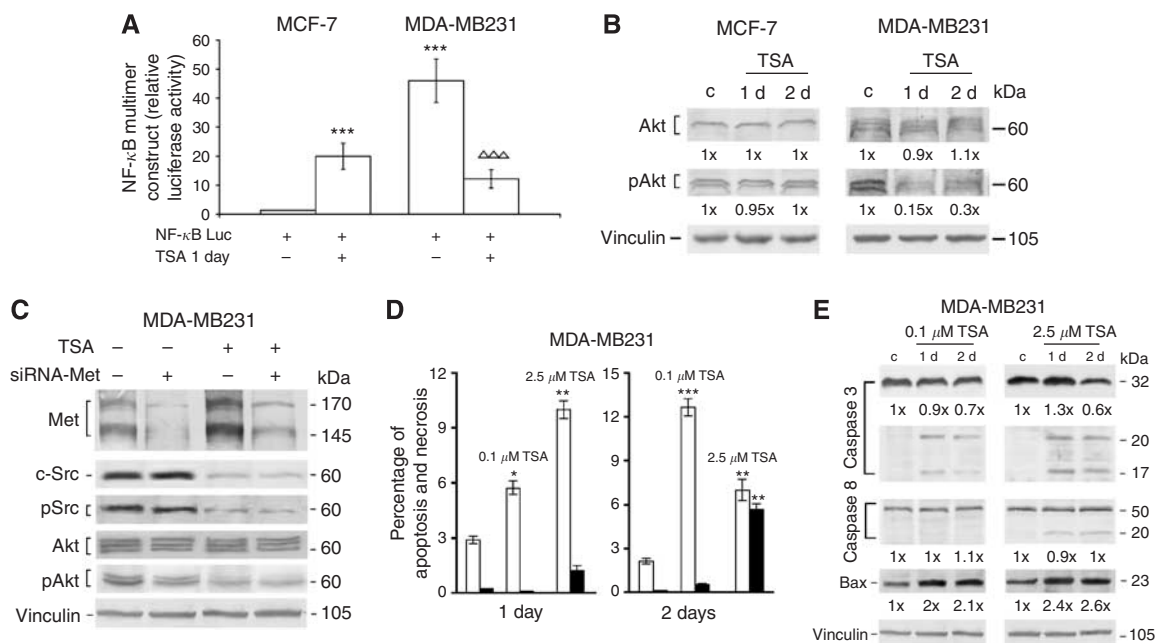 A
MCF-7 MDA-MB231
NF-κB multimer
construct (relative
luciferase activity)
60
50
40
30
20
10
0
***
***
△△△
NF-κB Luc + + + +
TSA 1 day – + – +
B
MCF-7 MDA-MB231
TSA TSA
c 1 d 2 d c 1 d 2 d kDa
Akt 60
1x 1x 1x 1x 0.9x 1.1x
pAkt 60
1x 0.95x 1x 1x 0.15x 0.3x
Vinculin 105
C
MDA-MB231
TSA – – + +
siRNA-Met – + – + kDa
Met 170
145
c-Src 60
pSrc 60
Akt 60
pAkt 60
Vinculin 105
D
MDA-MB231
Percentage of
apoptosis and necrosis
12
9
6
3
0
0.1 μM TSA
*
2.5 μM TSA
**
1 day
15
12
9
6
3
0
0.1 μM TSA
***
2.5 μM TSA
**
**
2 days
E
MDA-MB231
0.1 μM TSA 2.5 μM TSA
c 1 d 2 d c 1 d 2 d kDa
Caspase 3
32
1x 0.9x 0.7x 1x 1.3x 0.6x
20
17
Caspase 8
50
20
1x 1x 1.1x 1x 0.9x 1x
Bax 23
1x 2x 2.1x 1x 2.4x 2.6x
Vinculin 105